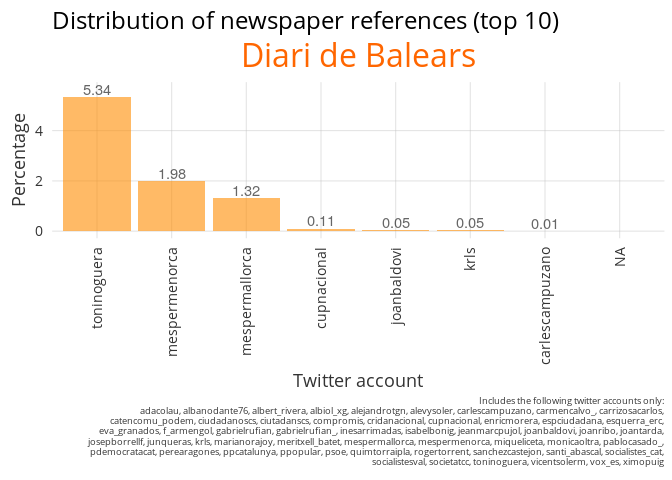 Distribution of newspaper references (top 10)
Diari de Balears
Percentage
4
2
0
5.34
1.98
1.32
0.11
0.05
0.05
0.01
toninoguera
mespermenorca
mespermallorca
cupnacional
joanbaldovi
krls
carlescampuzano
NA
Twitter account
Includes the following twitter accounts only:
adacolau, albanodante76, albert_rivera, albiol_xg, alejandrotgn, alevysoler, carlescampuzano, carmencalvo_, carrizosacarlos,
catencomu_podem, ciudadanoscs, ciutadanscs, compromis, cridanacional, cupnacional, enricmorera, espciudadana, esquerra_erc,
eva_granados, f_armengol, gabrielrufian, gabrielrufian_, inesarrimadas, isabelbonig, jeanmarcpujol, joanbaldovi, joanribo, joantarda,
josepborrellf, junqueras, krls, marianorajoy, meritxell_batet, mespermallorca, mespermenorca, miqueliceta, monicaoltra, pablocasado_,
pdemocratacat, perearagones, ppcatalunya, ppopular, psoe, quimtorraipla, rogertorrent, sanchezcastejon, santi_abascal, socialistes_cat,
socialistesval, societatcc, toninoguera, vicentsolerm, vox_es, ximopuig